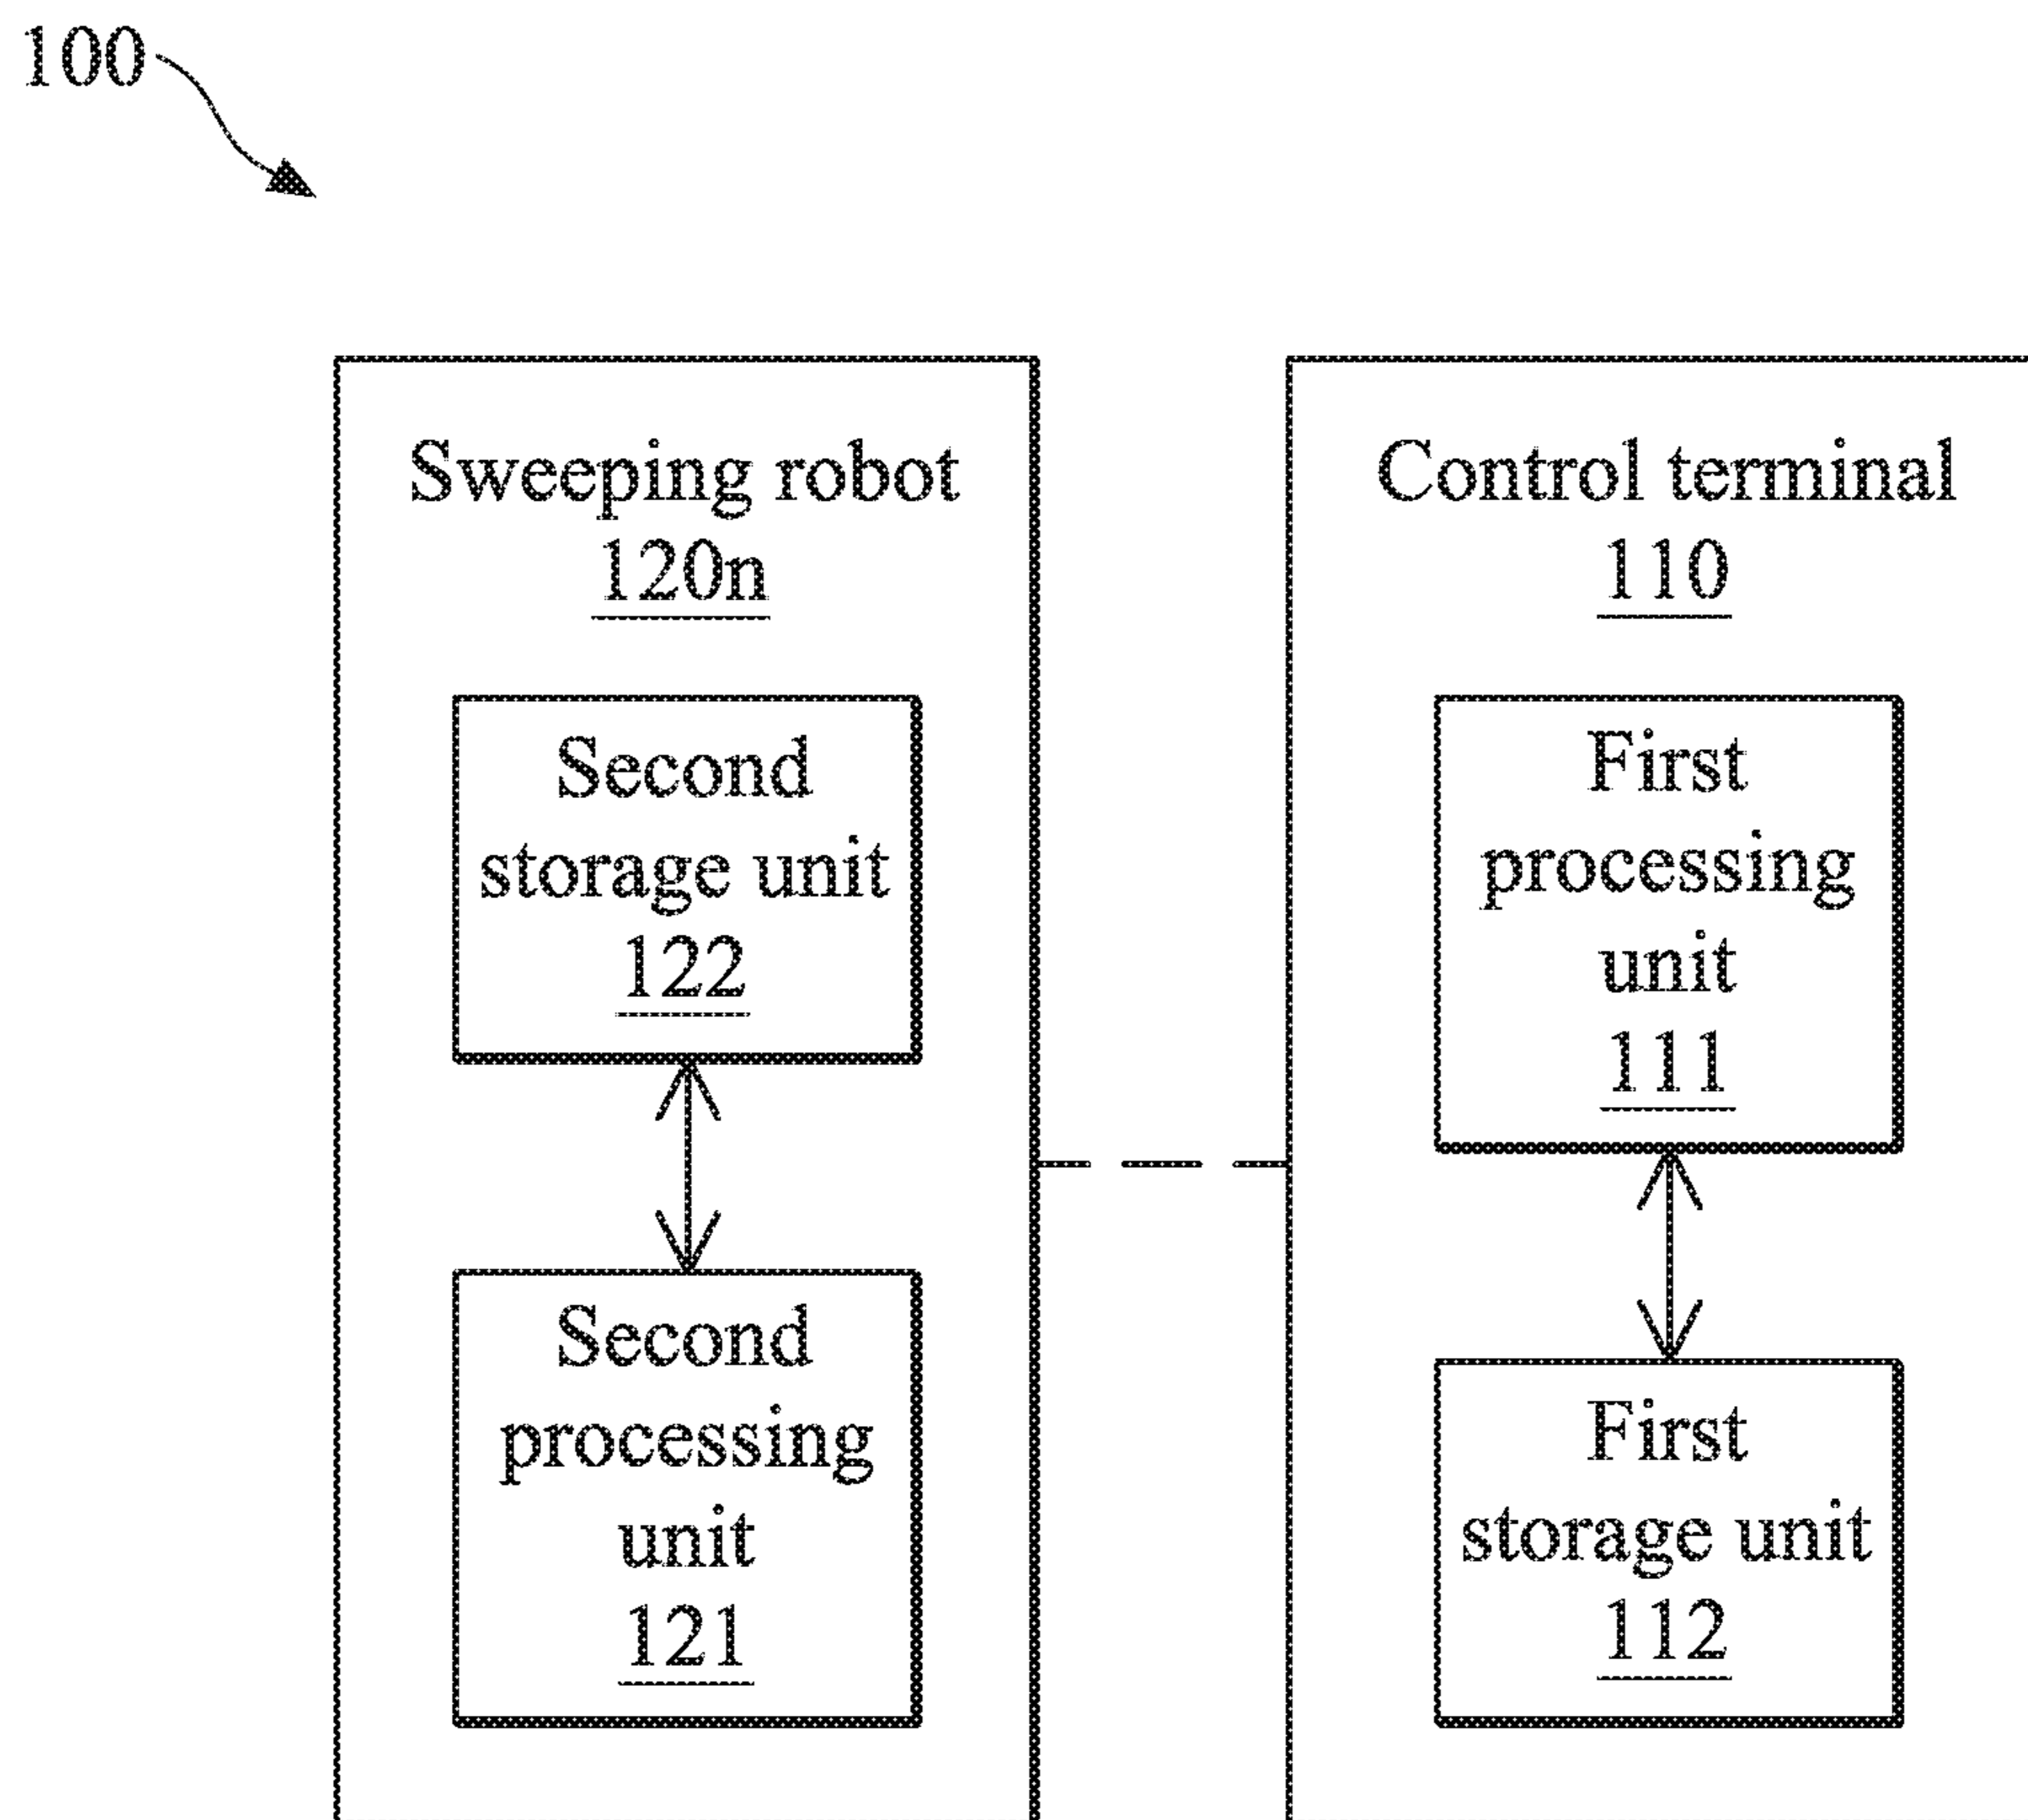 100
Sweeping robot
120n
Second
storage unit
122
Second
processing
unit
121
Control terminal
110
First
processing
unit
111
First
storage unit
112